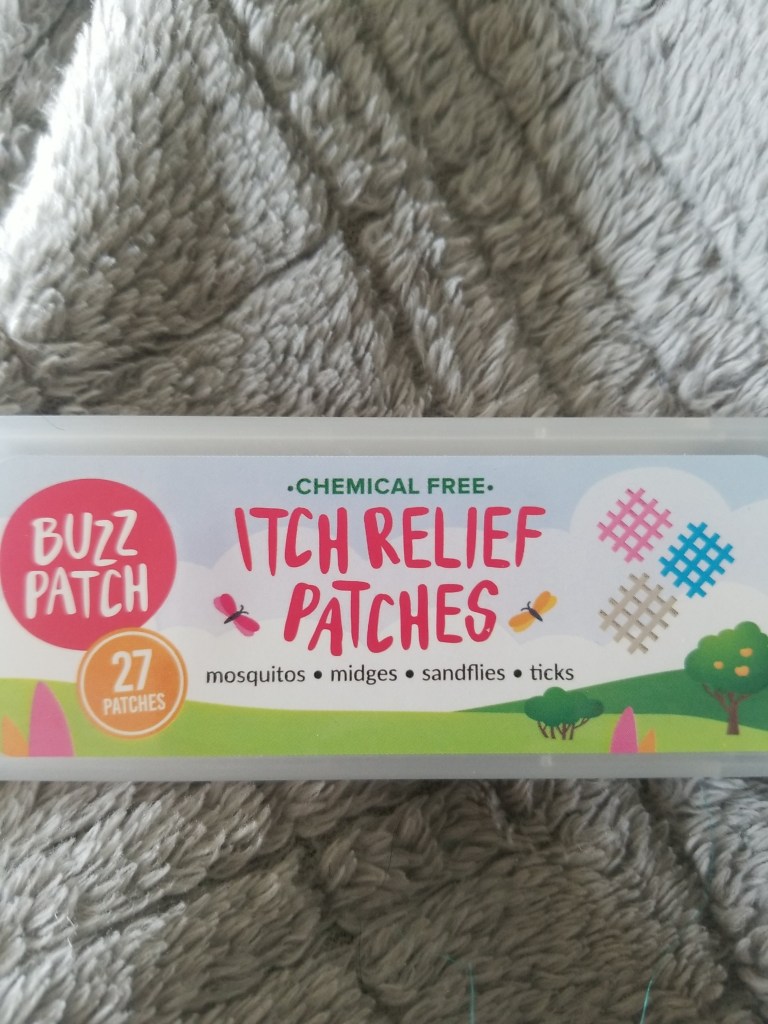 BUZZ
PATCH
27
PATCHES
•CHEMICAL FREE•
ITCH RELIEF
PATCHES
mosquitos • midges • sandflies • ticks